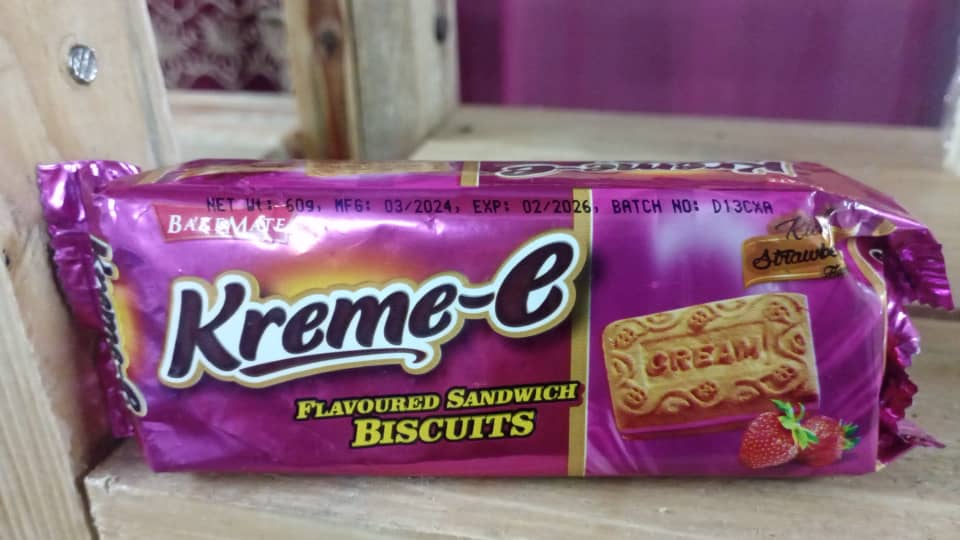 Kreme-e
NET Wt:- 60g, MFG: 03/2024, EXP: 02/2026, BATCH NO: D13CXA
BAKEMATE
Kreme-e
FLAVOURED SANDWICH
BISCUITS
CREAM
Kreme-e